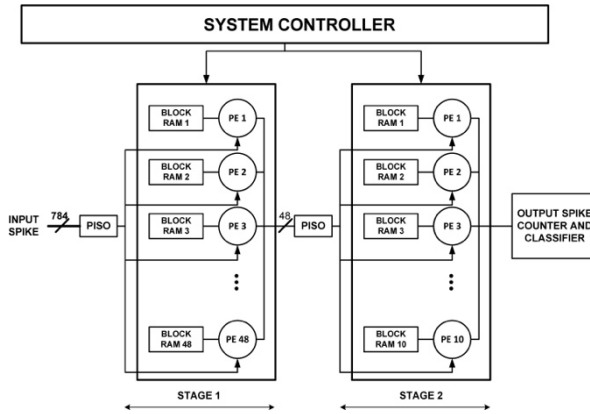 SYSTEM CONTROLLER
BLOCK
RAM 1
PE 1
BLOCK
RAM 2
PE 2
BLOCK
RAM 3
PE 3
BLOCK
RAM 48
PE 48
INPUT
SPIKE
784
PISO
48
PISO
BLOCK
RAM 1
PE 1
BLOCK
RAM 2
PE 2
BLOCK
RAM 3
PE 3
BLOCK
RAM 10
PE 10
OUTPUT SPIKE
COUNTER AND
CLASSIFIER
STAGE 1
STAGE 2